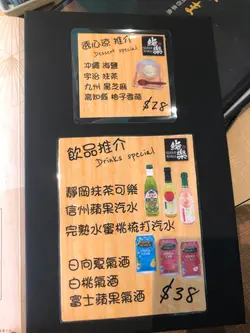 透心涼 推介
Dessert special
沖繩 海鹽
宇治 抹茶
九州 黑芝麻
高知縣 柚子雪葩
$28
飲品推介
Drinks special
靜岡抹茶可樂
信州蘋果汽水
完熟水蜜桃梳打汽水
日向夏氣酒
白桃氣酒
富士蘋果氣酒
$38